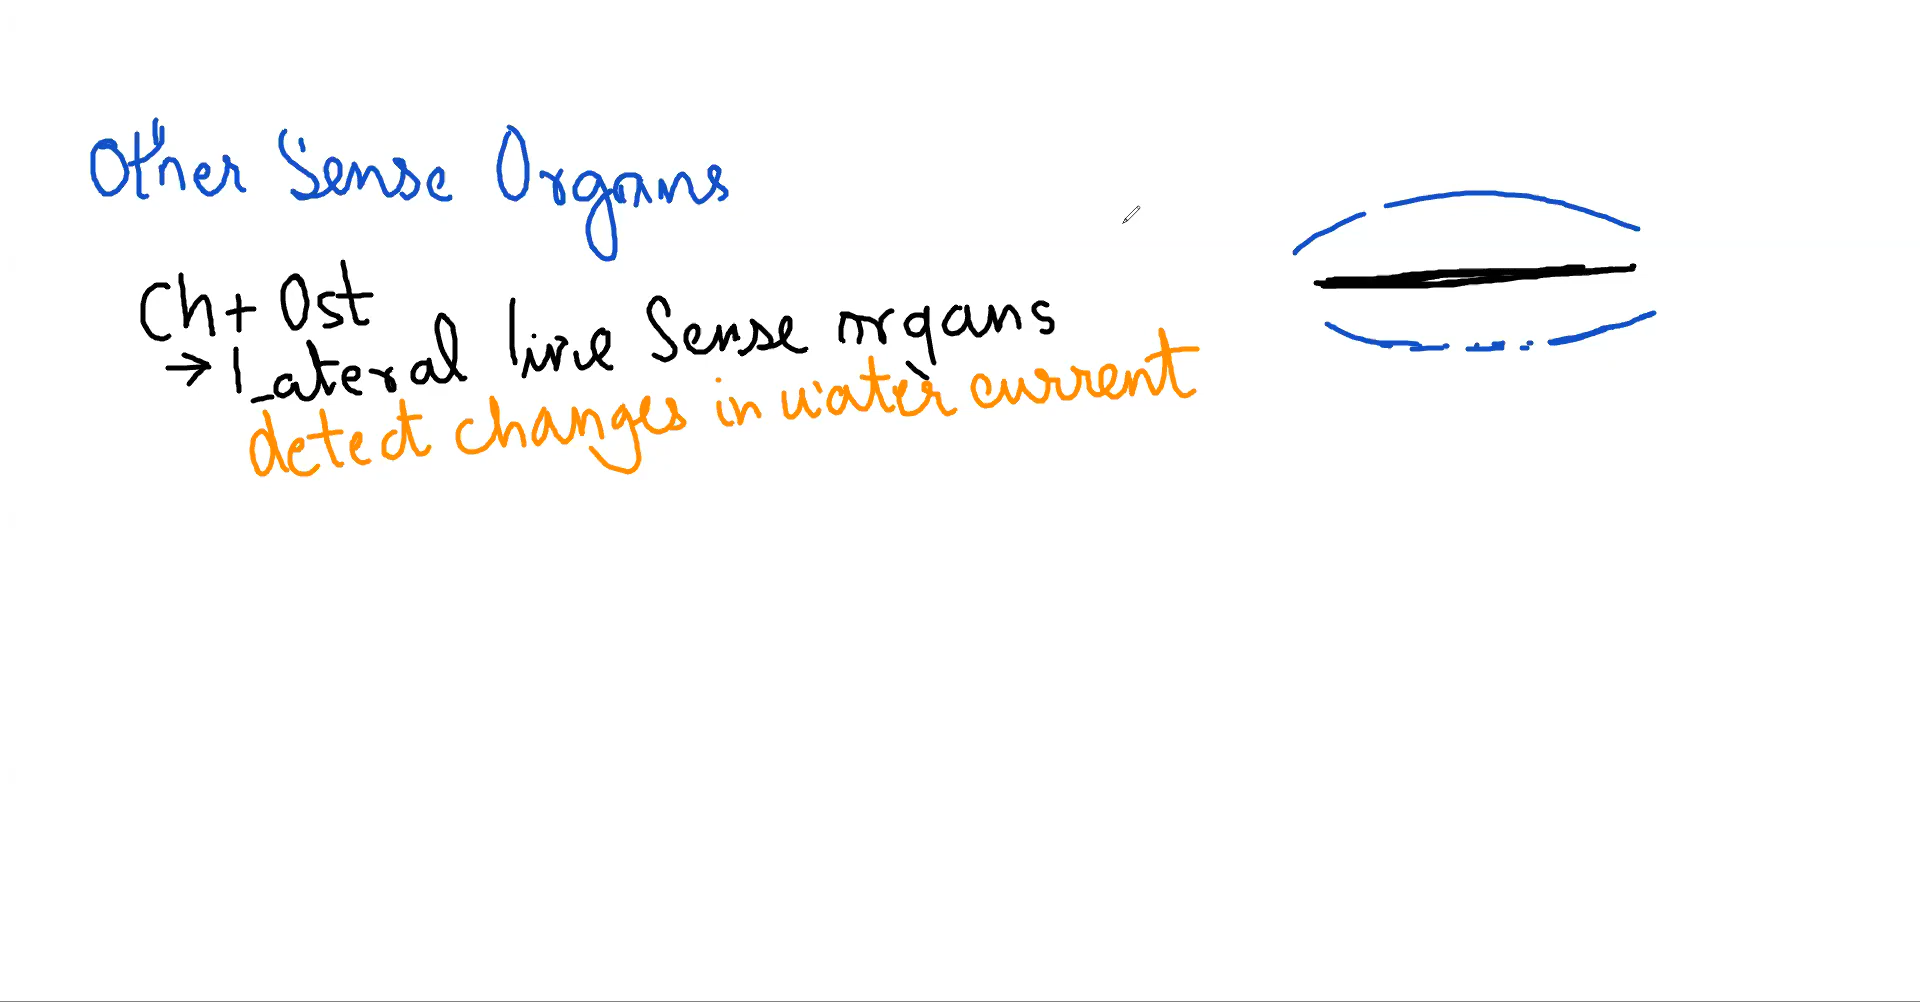 Other Sense Organs
Ch + Ost
→ Lateral line Sense organs
detect changes in water current